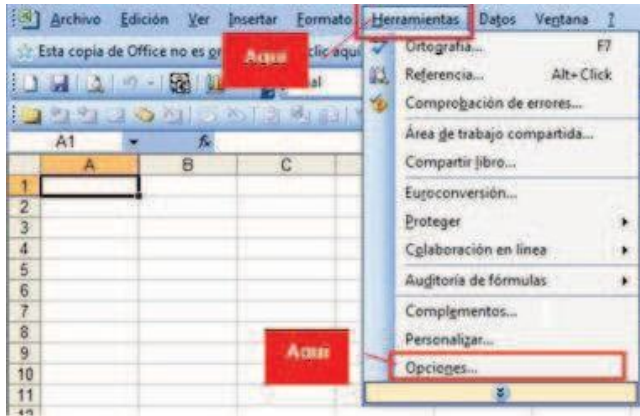 Archivo Edición Ver Insertar Formato Herramientas Datos Ventana ?
Esta copia de Office no es clic aquí
Aquí
Ortografía... F7
Referencia... Alt+Click
Comprobación de errores...
Área de trabajo compartida...
Compartir libro...
Euroconversión...
Proteger
Colaboración en línea
Auditoría de fórmulas
Complementos...
Personalizar...
Opciones...
Aquí
A1 fx
A B C
1
2
3
4
5
6
7
8
9
10
11
12